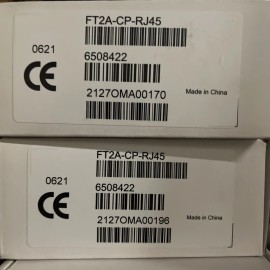 FT2A-CP-RJ45
0621
6508422
CE
2127OMA00170
Made in China
FT2A-CP-RJ45
0621
6508422
CE
2127OMA00196
Made in China